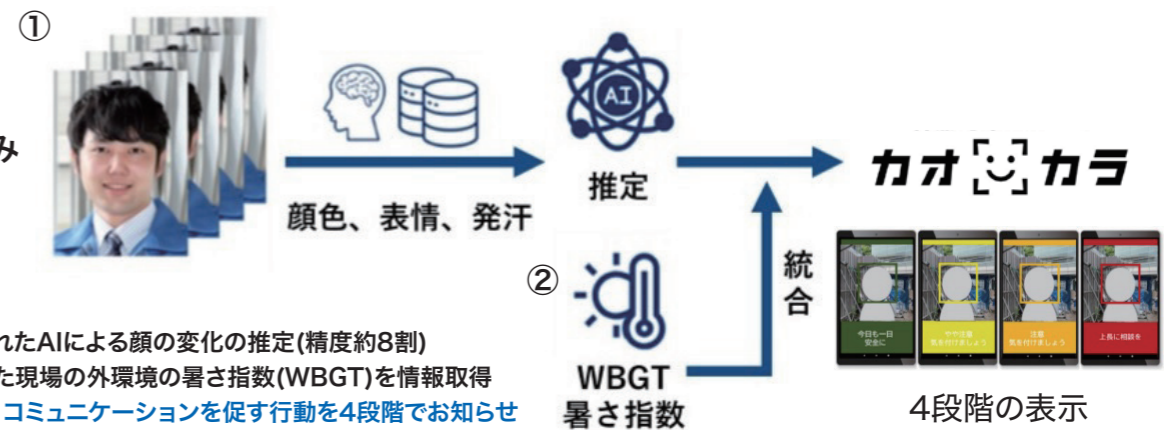 ①
み
AI
顔色、表情、発汗
推定
カオカラ
②
統合
WBGT
暑さ指数
今日も一日
安全に
やや注意
気を付けましょう
注意
気を付けましょう
上長に相談を
4段階の表示
れたAIによる顔の変化の推定(精度約8割)
た現場の外環境の暑さ指数(WBGT)を情報取得
コミュニケーションを促す行動を4段階でお知らせ